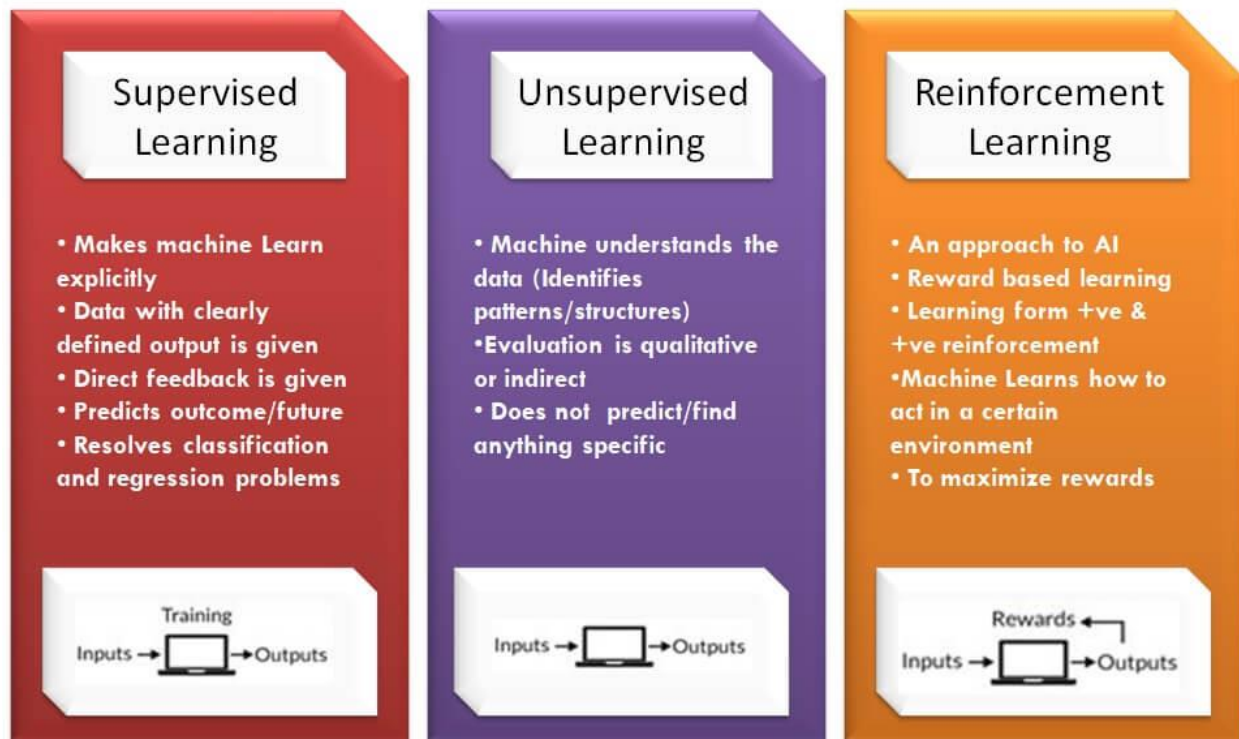 Supervised
Learning
• Makes machine Learn
explicitly
• Data with clearly
defined output is given
• Direct feedback is given
• Predicts outcome/future
• Resolves classification
and regression problems
Training
Inputs → → Outputs
Unsupervised
Learning
• Machine understands the
data (Identifies
patterns/structures)
•Evaluation is qualitative
or indirect
• Does not predict/find
anything specific
Inputs → → Outputs
Reinforcement
Learning
• An approach to AI
• Reward based learning
• Learning form +ve &
+ve reinforcement
•Machine Learns how to
act in a certain
environment
• To maximize rewards
Rewards
Inputs → → Outputs